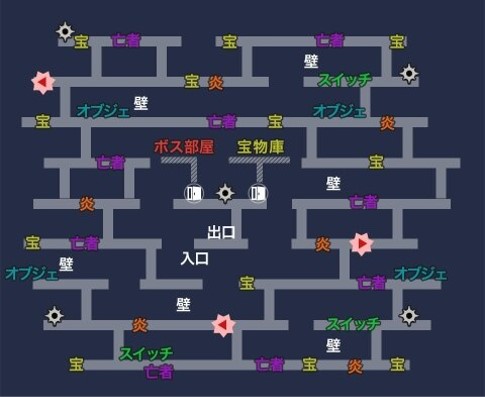 宝 亡者 宝 亡者 宝
壁
宝 炎 スイッチ
壁
オブジェ オブジェ
宝 亡者 宝 炎
ボス部屋 宝物庫
亡者 宝
壁
炎 亡者
出口
宝 亡者 炎
入口
壁
オブジェ 宝 亡者 オブジェ
壁
炎 スイッチ
壁
スイッチ
宝 亡者 亡者 宝 炎 宝